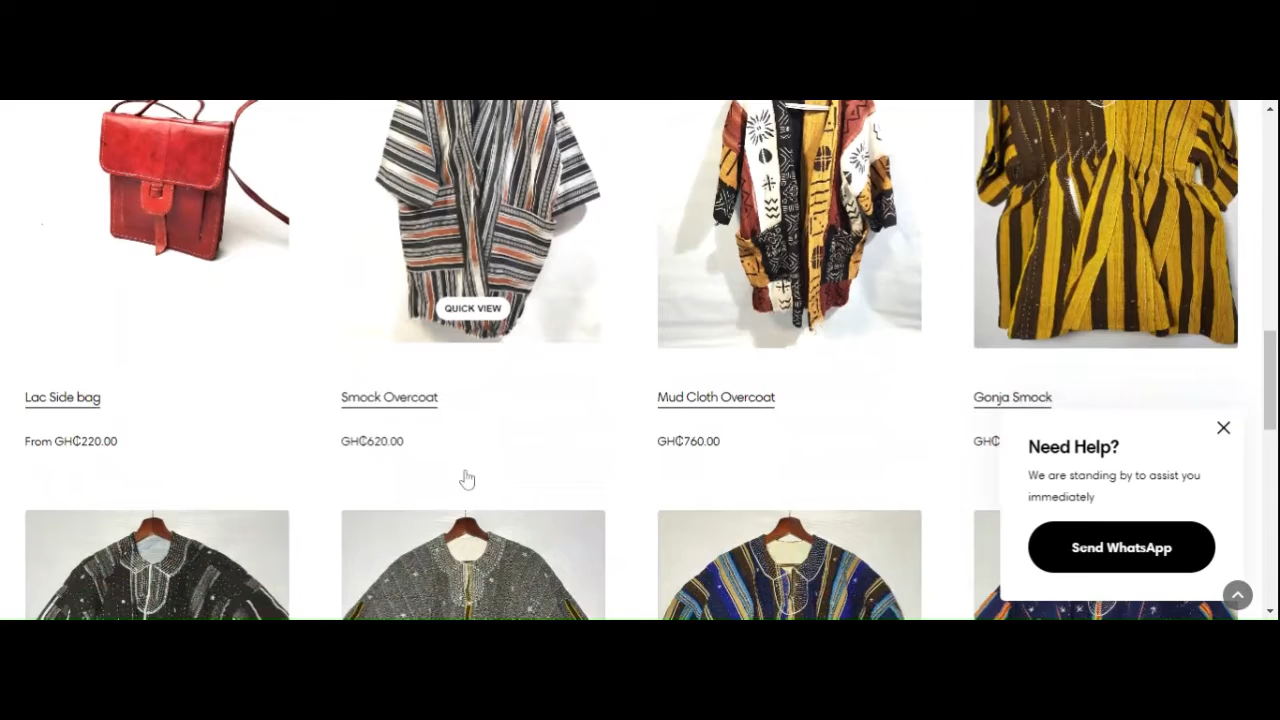 QUICK VIEW
Lac Side bag
Smock Overcoat
Mud Cloth Overcoat
Gonja Smock
From GH₵220.00
GH₵620.00
GH₵760.00
GH₵
Need Help?
We are standing by to assist you
immediately
Send WhatsApp